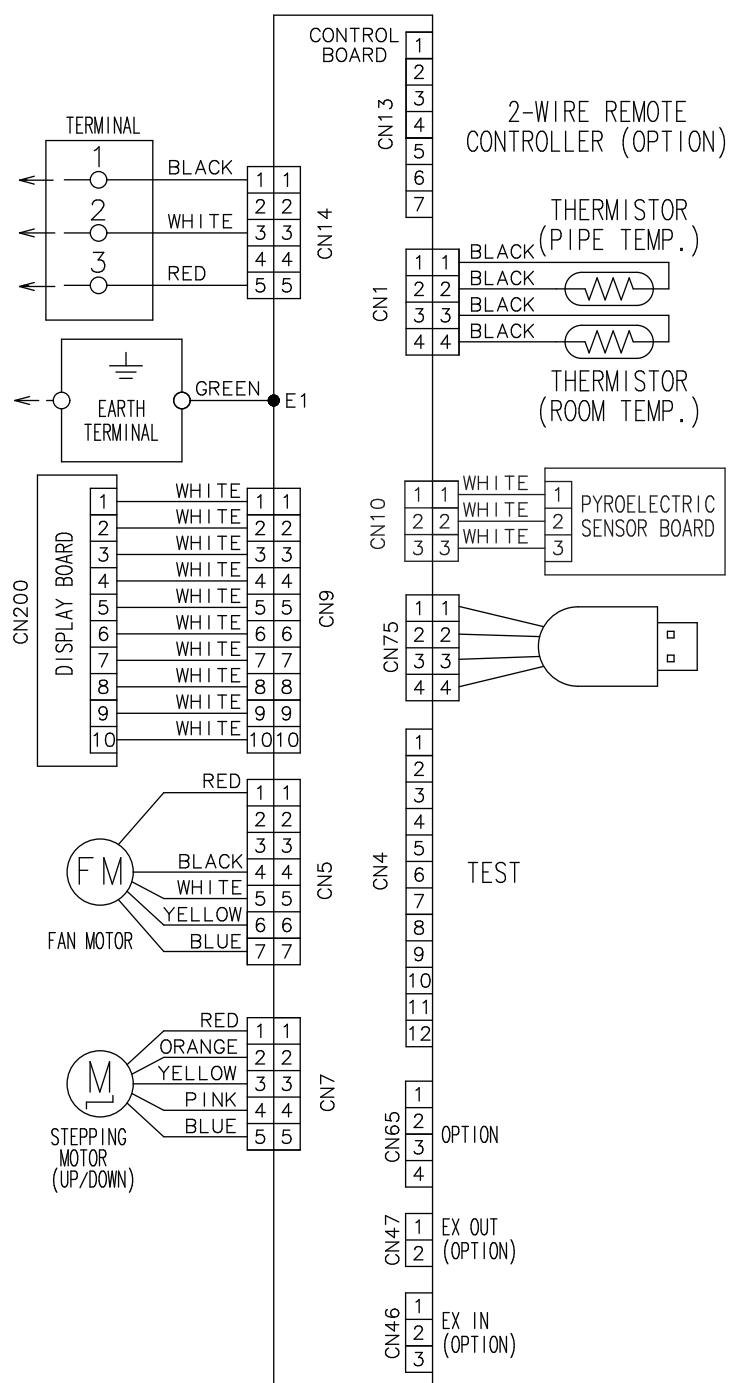 CONTROL
BOARD
CN13
1
2
3
4
5
6
7
2-WIRE REMOTE
CONTROLLER (OPTION)
TERMINAL
1
2
3
BLACK
WHITE
RED
1 1
2 2
3 3
4 4
5 5
CN14
THERMISTOR
(PIPE TEMP.)
CN1
1 1
2 2
3 3
4 4
BLACK
BLACK
BLACK
BLACK
THERMISTOR
(ROOM TEMP.)
EARTH
TERMINAL
GREEN
E1
CN200
DISPLAY BOARD
1
2
3
4
5
6
7
8
9
10
WHITE
WHITE
WHITE
WHITE
WHITE
WHITE
WHITE
WHITE
WHITE
WHITE
1 1
2 2
3 3
4 4
5 5
6 6
7 7
8 8
9 9
10 10
CN9
CN10
1 1
2 2
3 3
WHITE
WHITE
WHITE
1
2
3
PYROELECTRIC
SENSOR BOARD
CN75
1 1
2 2
3 3
4 4
FM
FAN MOTOR
RED
BLACK
WHITE
YELLOW
BLUE
1 1
2 2
3 3
4 4
5 5
6 6
7 7
CN5
CN4
1
2
3
4
5
6
7
8
9
10
11
12
TEST
M
STEPPING
MOTOR
(UP/DOWN)
RED
ORANGE
YELLOW
PINK
BLUE
1 1
2 2
3 3
4 4
5 5
CN7
CN65
1
2
3
4
OPTION
CN47
1
2
EX OUT
(OPTION)
CN46
1
2
3
EX IN
(OPTION)